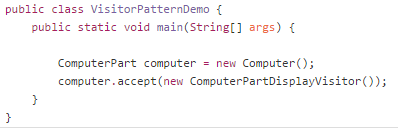 public class VisitorPatternDemo {
    public static void main(String[] args) {

        ComputerPart computer = new Computer();
        computer.accept(new ComputerPartDisplayVisitor());
    }
}